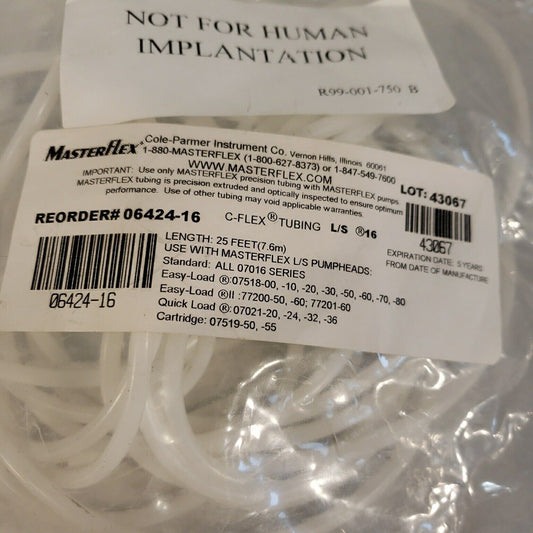 NOT FOR HUMAN
IMPLANTATION
R99-001-750 B
MASTERFLEX® Cole-Parmer Instrument Co. Vernon Hills, Illinois 60061
1-880-MASTERFLEX (1-800-627-8373) or 1-847-549-7600
WWW.MASTERFLEX.COM
IMPORTANT: Use only MASTERFLEX precision tubing with MASTERFLEX pumps.
MASTERFLEX tubing is precision extruded and optically inspected to ensure optimum
performance. Use of other tubing may void applicable warranties.
LOT: 43067
43067
EXPIRATION DATE: 5 YEARS
FROM DATE OF MANUFACTURE
REORDER# 06424-16
C-FLEX® TUBING L/S ®16
06424-16
LENGTH: 25 FEET(7.6m)
USE WITH MASTERFLEX L/S PUMPHEADS:
Standard: ALL 07016 SERIES
Easy-Load ®:07518-00, -10, -20, -30, -50, -60, -70, -80
Easy-Load ®II :77200-50, -60; 77201-60
Quick Load ®:07021-20, -24, -32, -36
Cartridge: 07519-50, -55